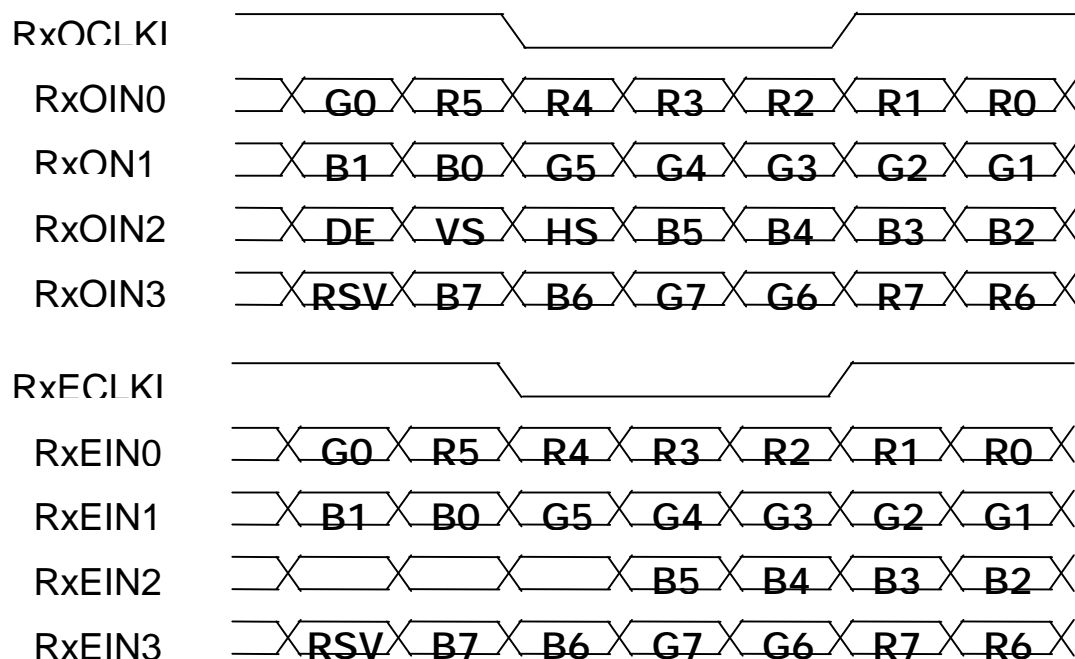 RxOCLKI
RxOIN0 G0 R5 R4 R3 R2 R1 R0
RxON1 B1 B0 G5 G4 G3 G2 G1
RxOIN2 DE VS HS B5 B4 B3 B2
RxOIN3 RSV B7 B6 G7 G6 R7 R6
RxECLKI
RxEIN0 G0 R5 R4 R3 R2 R1 R0
RxEIN1 B1 B0 G5 G4 G3 G2 G1
RxEIN2 B5 B4 B3 B2
RxEIN3 RSV B7 B6 G7 G6 R7 R6